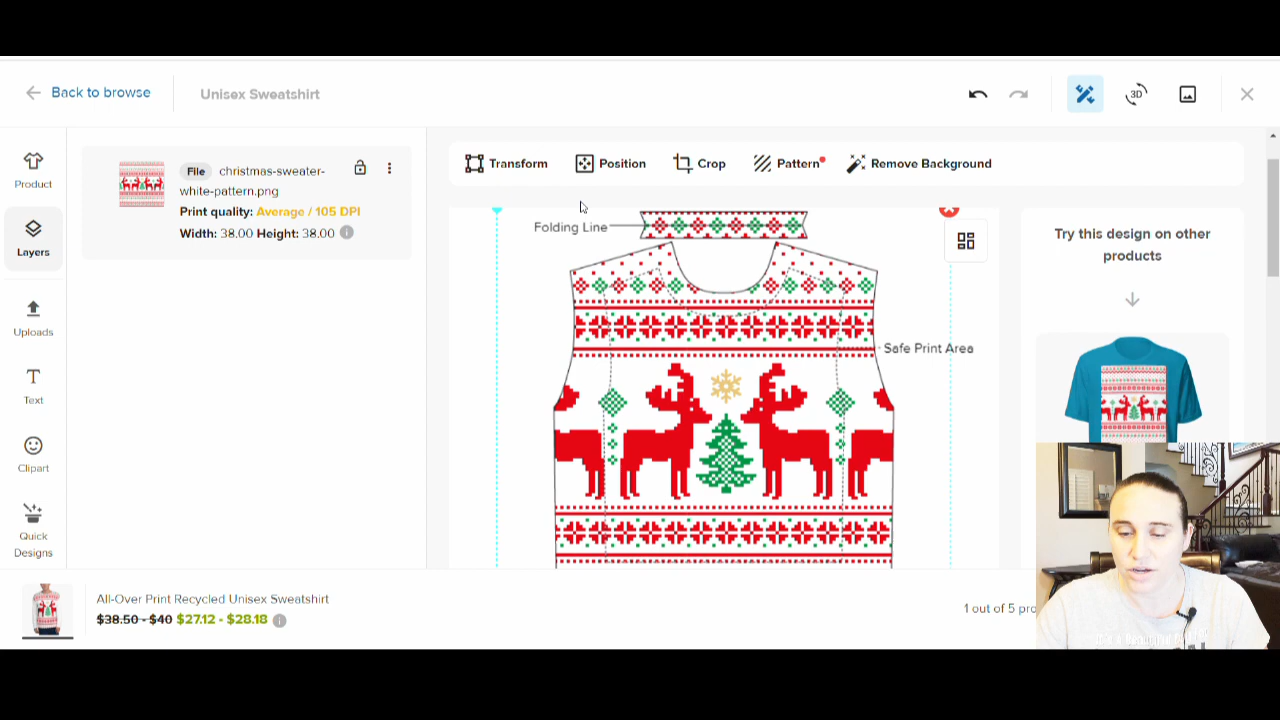 Back to browse
Unisex Sweatshirt
3D
Product
Layers
Uploads
Text
Clipart
Quick
Designs
File christmas-sweater-
white-pattern.png
Print quality: Average / 105 DPI
Width: 38.00 Height: 38.00
Transform
Position
Crop
Pattern
Remove Background
Folding Line
Safe Print Area
Try this design on other
products
All-Over Print Recycled Unisex Sweatshirt
$38.50 - $40 $27.12 - $28.18
1 out of 5 pro